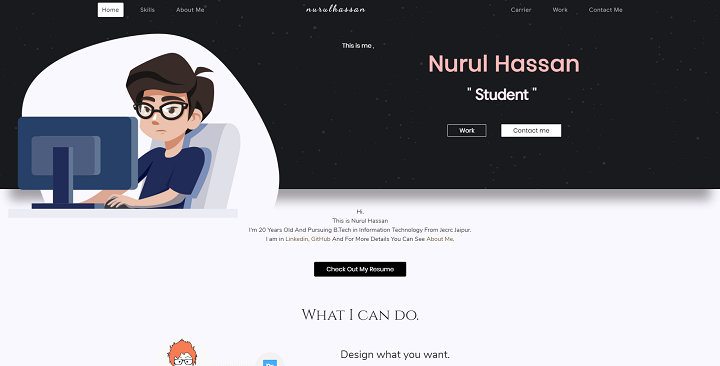 Home
Skills
About Me
nurulhassan
Carrier
Work
Contact Me
This is me ,
Nurul Hassan
" Student "
Work
Contact me
Hi,
This is Nurul Hassan
I'm 20 Years Old And Pursuing B.Tech in Information Technology From Jecrc Jaipur.
I am in Linkedin, GitHub And For More Details You Can See About Me.
Check Out My Resume
What I can do.
Design what you want.